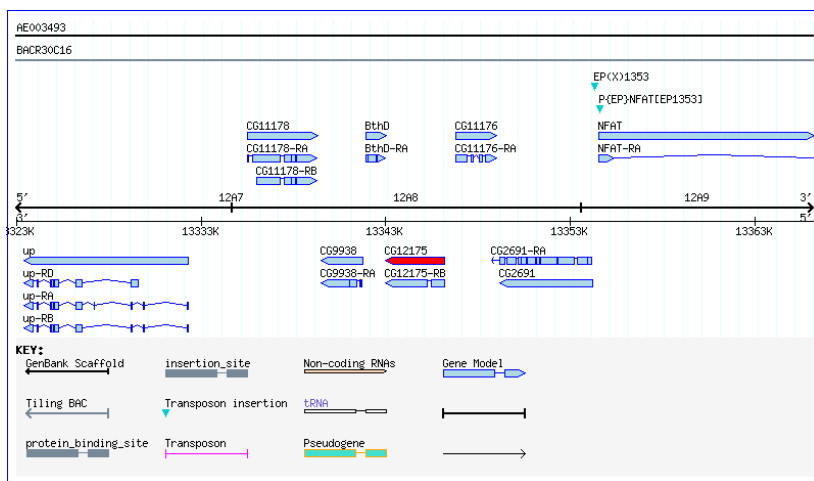 AE003493
BACR30C16
EP(X)1353
P{EP}NFAT[EP1353]
CG11178 BthD CG11176 NFAT
CG11178-RA BthD-RA CG11176-RA NFAT-RA
CG11178-RB
5' 12A7 12A8 12A9 3'
3' 5'
3323K 13333K 13343K 13353K 13363K
up CG9938 CG12175 CG2691-RA
up-RD CG9938-RA CG12175-RB CG2691
up-RA
up-RB
KEY:
GenBank Scaffold insertion_site Non-coding RNAs Gene Model
Tiling BAC Transposon insertion tRNA
protein_binding_site Transposon Pseudogene